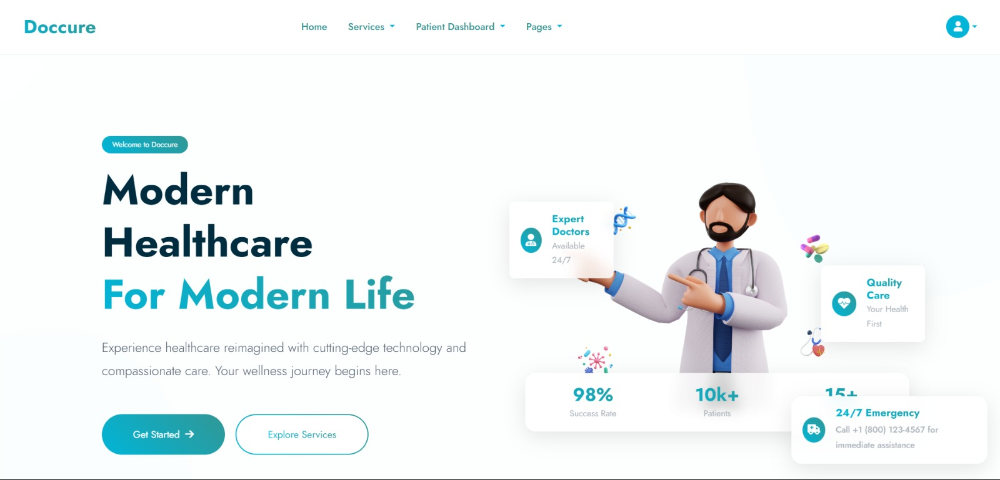 Doccure
Home
Services
Patient Dashboard
Pages
Welcome to Doccure
Modern
Healthcare
For Modern Life
Experience healthcare reimagined with cutting-edge technology and
compassionate care. Your wellness journey begins here.
Get Started
Explore Services
Expert
Doctors
Available
24/7
Quality
Care
Your Health
First
98%
Success Rate
10k+
Patients
15+
24/7 Emergency
Call +1 (800) 123-4567 for
immediate assistance